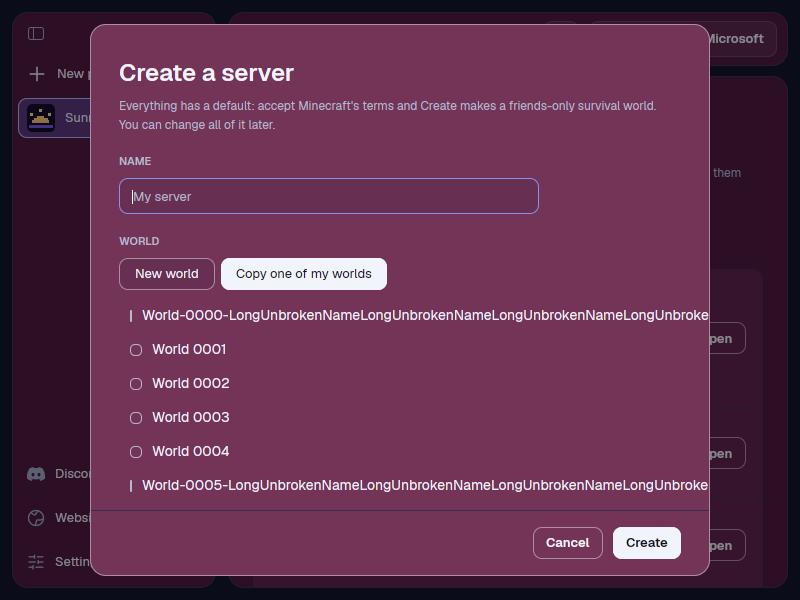 New
Microsoft
Create a server
Everything has a default: accept Minecraft's terms and Create makes a friends-only survival world.
You can change all of it later.
NAME
them
My server
WORLD
New world
Copy one of my worlds
World-0000-LongUnbrokenNameLongUnbrokenNameLongUnbrokenNameLongUnbroke
World 0001
World 0002
World 0003
World 0004
World-0005-LongUnbrokenNameLongUnbrokenNameLongUnbrokenNameLongUnbroke
Cancel
Create